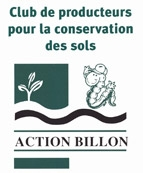 Club de producteurs
pour la conservation
des sols
ACTION BILLON